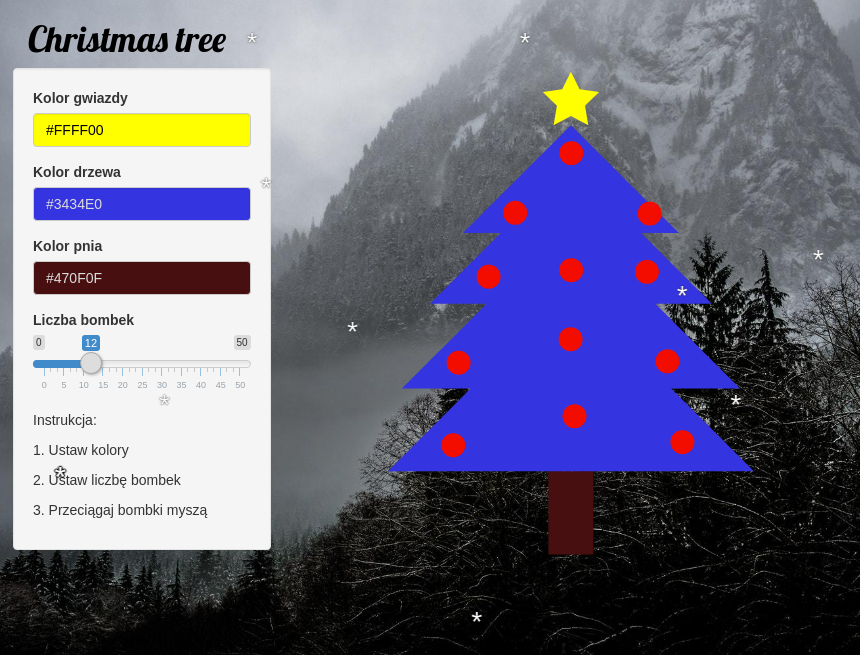 Christmas tree
Kolor gwiazdy
#FFFF00
Kolor drzewa
#3434E0
Kolor pnia
#470F0F
Liczba bombek
0 12 50
0 5 10 15 20 25 30 35 40 45 50
Instrukcja:
1. Ustaw kolory
2. Ustaw liczbę bombek
3. Przeciągaj bombki myszą